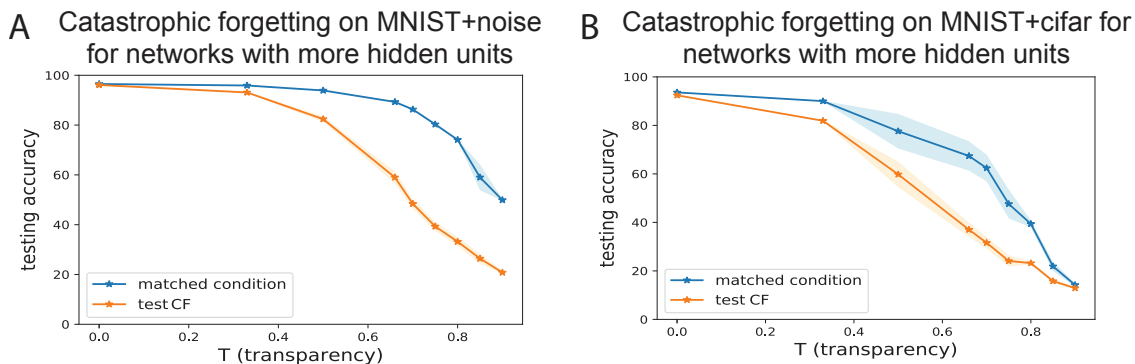 A
Catastrophic forgetting on MNIST+noise
for networks with more hidden units
100
80
60
40
20
0
testing accuracy
matched condition
test CF
0.0
0.2
0.4
0.6
0.8
T (transparency)
B
Catastrophic forgetting on MNIST+cifar for
networks with more hidden units
100
80
60
40
20
0
testing accuracy
matched condition
test CF
0.0
0.2
0.4
0.6
0.8
T (transparency)